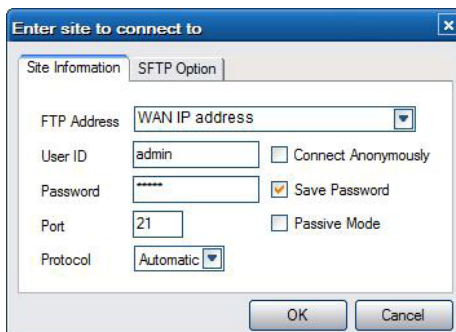 Enter site to connect to
Site Information SFTP Option
FTP Address WAN IP address
User ID admin Connect Anonymously
Password ***** Save Password
Port 21 Passive Mode
Protocol Automatic
OK Cancel